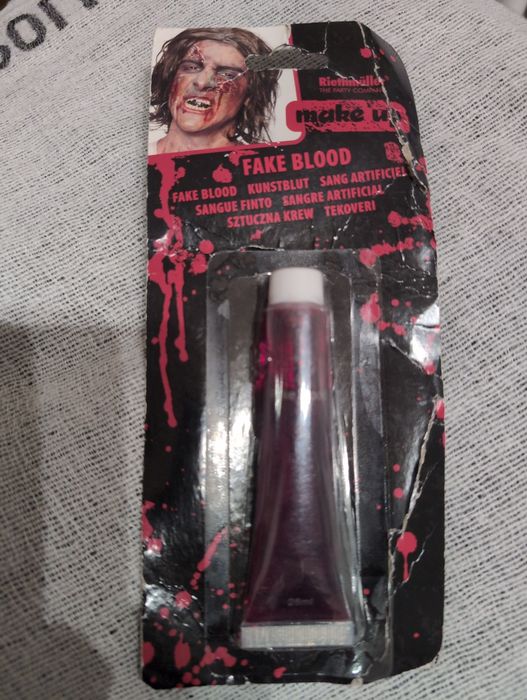 Riethmüller
THE PARTY COMPANY
make up
FAKE BLOOD
FAKE BLOOD KUNSTBLUT SANG ARTIFICIEL
SANGUE FINTO SANGRE ARTIFICIAL
SZTUCZNA KREW TEKOVERI